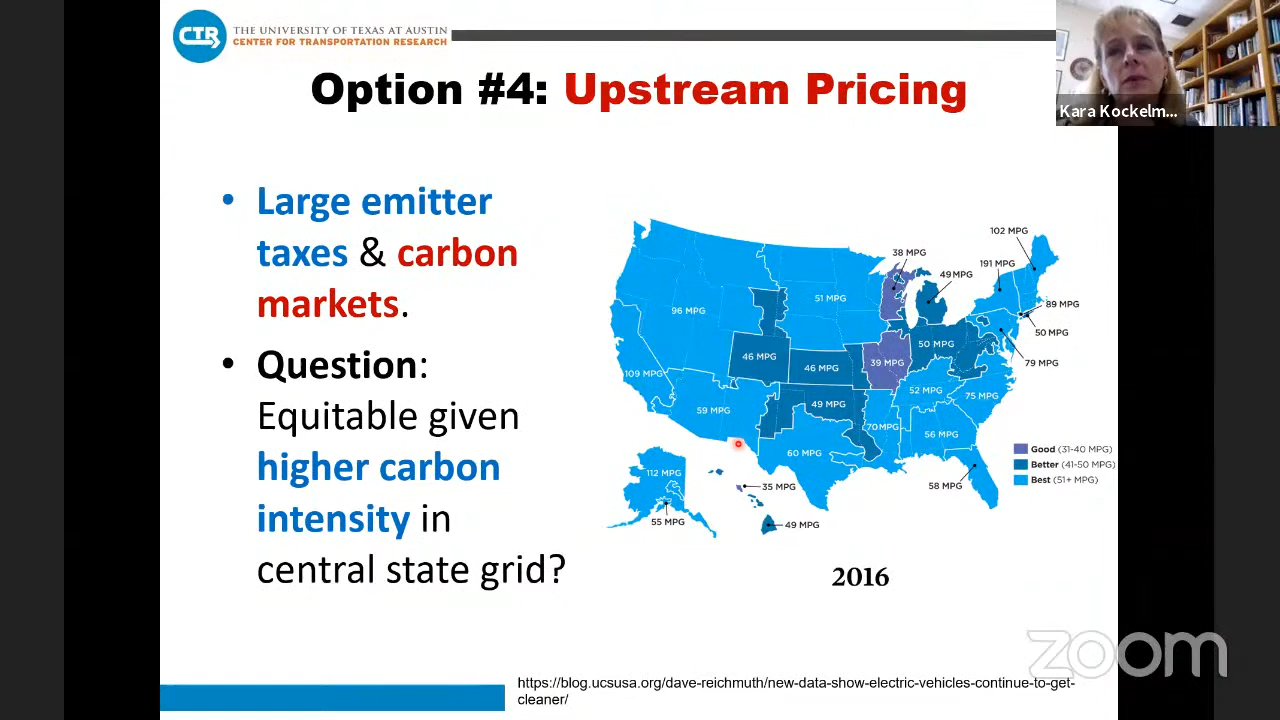 CTR
THE UNIVERSITY OF TEXAS AT AUSTIN
CENTER FOR TRANSPORTATION RESEARCH
Option #4: Upstream Pricing
Kara Kockelm...
• Large emitter
taxes & carbon
markets.
• Question:
Equitable given
higher carbon
intensity in
central state grid?
102 MPG
38 MPG
191 MPG
49 MPG
51 MPG
96 MPG
89 MPG
50 MPG
50 MPG
46 MPG
46 MPG
39 MPG
79 MPG
109 MPG
52 MPG
75 MPG
59 MPG
49 MPG
70 MPG
56 MPG
60 MPG
Good (31-40 MPG)
Better (41-50 MPG)
Best (51+ MPG)
112 MPG
35 MPG
58 MPG
55 MPG
49 MPG
2016
zoom
https://blog.ucsusa.org/dave-reichmuth/new-data-show-electric-vehicles-continue-to-get-
cleaner/